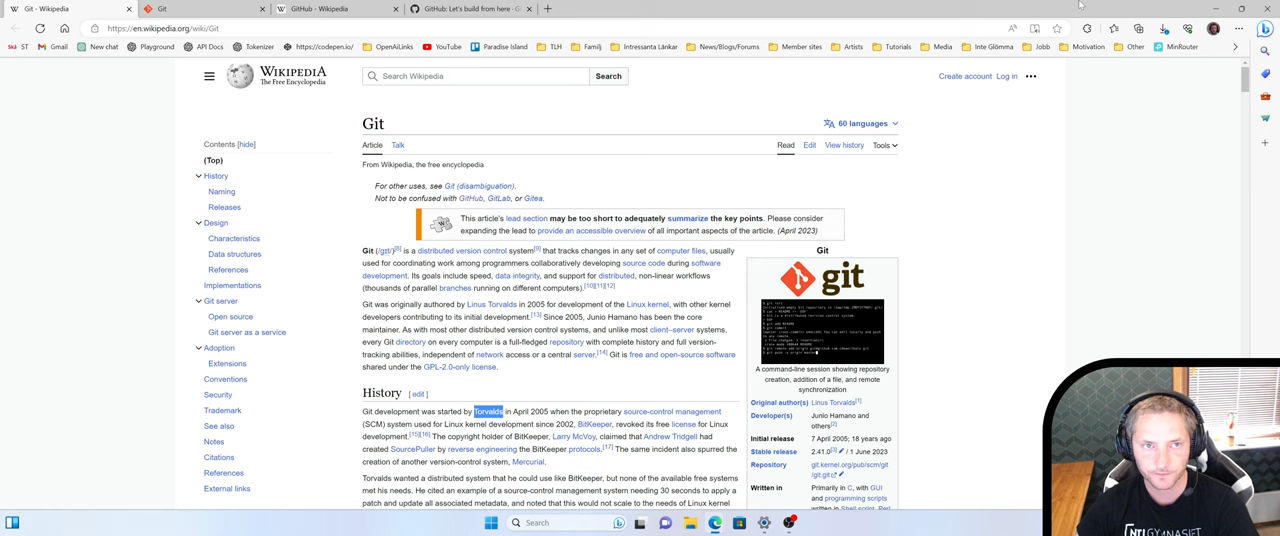 Git - Wikipedia
Git
GitHub - Wikipedia
GitHub: Let's build from here · Gi
https://en.wikipedia.org/wiki/Git
ST
Gmail
New chat
Playground
API Docs
Tokenizer
https://codepen.io/
OpenAiLinks
YouTube
Paradise Island
TLH
Familj
Intressanta Länkar
News/Blogs/Forums
Member sites
Artists
Tutorials
Media
Inte Glömma
Jobb
Motivation
Other
MinRouter
WIKIPEDIA
The Free Encyclopedia
Search Wikipedia
Search
Create account
Log in
Git
60 languages
Article
Talk
Read
Edit
View history
Tools
From Wikipedia, the free encyclopedia
Contents [hide]
(Top)
History
Naming
Releases
Design
Characteristics
Data structures
References
Implementations
Git server
Open source
Git server as a service
Adoption
Extensions
Conventions
Security
Trademark
See also
Notes
Citations
References
External links
For other uses, see Git (disambiguation).
Not to be confused with GitHub, GitLab, or Gitea.
This article's lead section may be too short to adequately summarize the key points. Please consider
expanding the lead to provide an accessible overview of all important aspects of the article. (April 2023)
Git (/ɡɪt/)[8] is a distributed version control system[9] that tracks changes in any set of computer files, usually
used for coordinating work among programmers collaboratively developing source code during software
development. Its goals include speed, data integrity, and support for distributed, non-linear workflows
(thousands of parallel branches running on different computers).[10][11][12]
Git was originally authored by Linus Torvalds in 2005 for development of the Linux kernel, with other kernel
developers contributing to its initial development.[13] Since 2005, Junio Hamano has been the core
maintainer. As with most other distributed version control systems, and unlike most client–server systems,
every Git directory on every computer is a full-fledged repository with complete history and full version-
tracking abilities, independent of network access or a central server.[14] Git is free and open-source software
shared under the GPL-2.0-only license.
History [ edit ]
Git development was started by Torvalds in April 2005 when the proprietary source-control management
(SCM) system used for Linux kernel development since 2002, BitKeeper, revoked its free license for Linux
development.[15][16] The copyright holder of BitKeeper, Larry McVoy, claimed that Andrew Tridgell had
created SourcePuller by reverse engineering the BitKeeper protocols.[17] The same incident also spurred the
creation of another version-control system, Mercurial.
Torvalds wanted a distributed system that he could use like BitKeeper, but none of the available free systems
met his needs. He cited an example of a source-control management system needing 30 seconds to apply a
patch and update all associated metadata, and noted that this would not scale to the needs of Linux kernel
Git
git
A command-line session showing repository
creation, addition of a file, and remote
synchronization
Original author(s) Linus Torvalds[1]
Developer(s) Junio Hamano and
others[2]
Initial release 7 April 2005; 18 years ago
Stable release 2.41.0[3] / 1 June 2023
Repository git.kernel.org/pub/scm/git
/git.git
Written in Primarily in C, with GUI
and programming scripts
written in Shell script, Perl
NTI GYMNASIET
Search